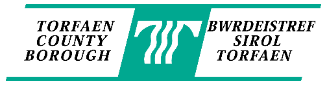 TORFAEN
COUNTY
BOROUGH
BWRDEISTREF
SIROL
TORFAEN